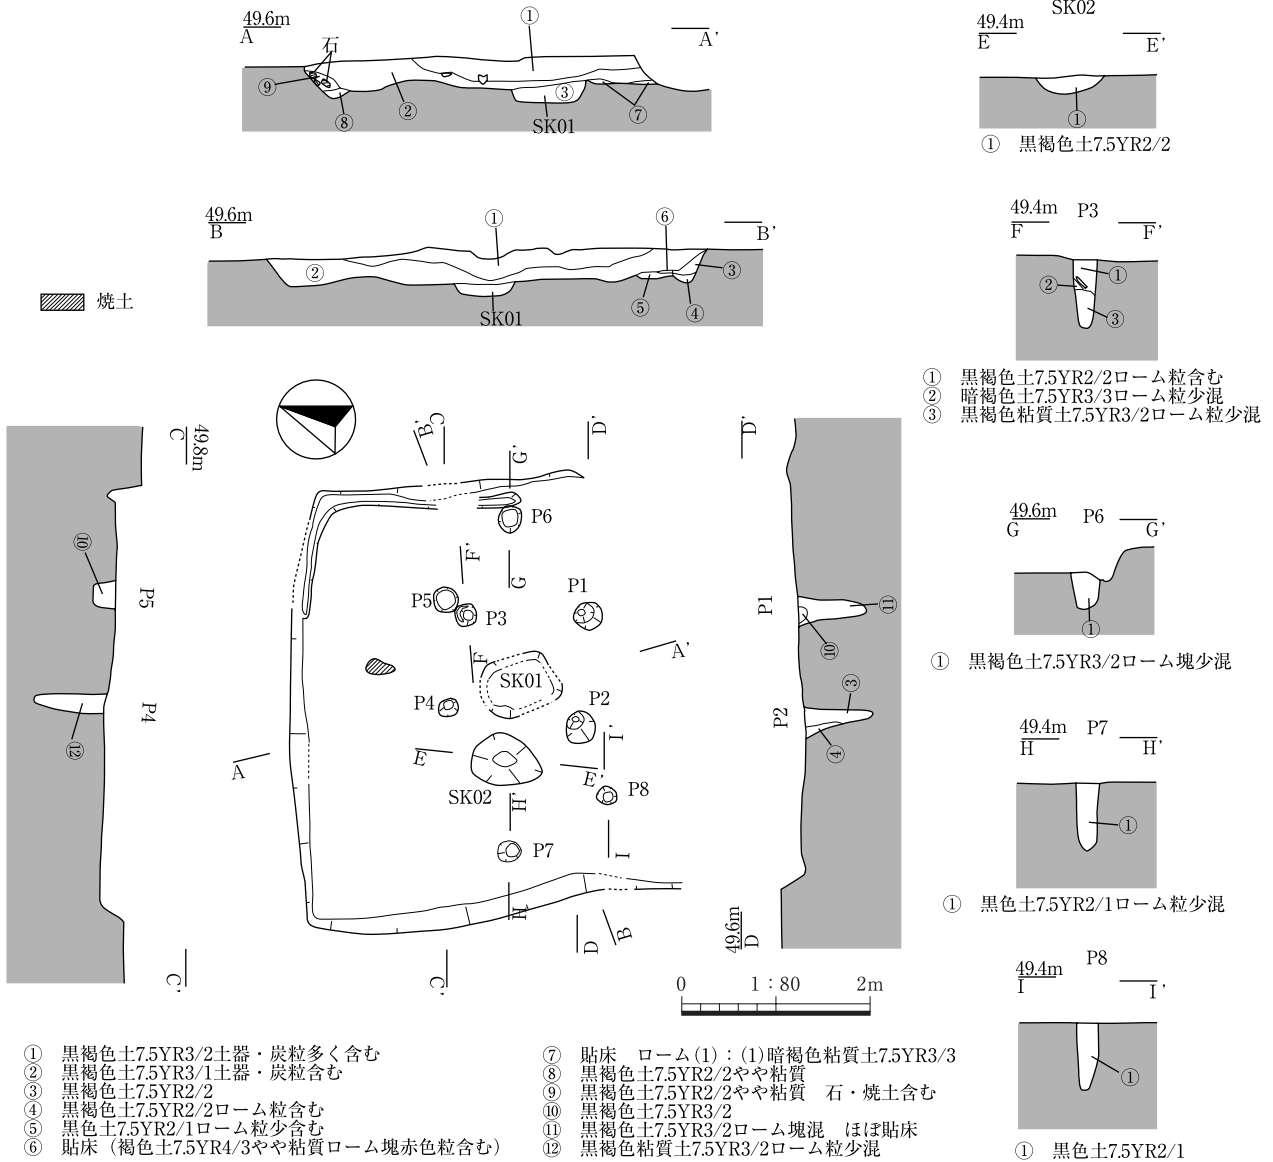 49.6m
A
石
①
A'
⑨
⑧
②
③
⑦
SK01
SK02
49.4m
E
E'
①
① 黒褐色土7.5YR2/2
49.6m
B
①
⑥
B'
②
③
⑤
④
SK01
焼土
49.4m
P3
F
F'
①
②
③
① 黒褐色土7.5YR2/2ローム粒含む
② 暗褐色土7.5YR3/3ローム粒少混
③ 黒褐色粘質土7.5YR3/2ローム粒少混
49.8m
C
B'
C
G'
D'
D'
P6
⑩
P5
F'
G
P5
P3
P1
P1
⑪
⑩
F
A'
SK01
P4
P4
P2
P2
③
④
⑫
I'
A
E
E'
SK02
P8
H'
P7
I
H
D
B
49.6m
D
C'
C'
49.6m
P6
G
G'
①
① 黒褐色土7.5YR3/2ローム塊少混
49.4m
P7
H
H'
①
① 黒色土7.5YR2/1ローム粒少混
P8
49.4m
I
I'
①
① 黒色土7.5YR2/1
0 1：80 2m
① 黒褐色土7.5YR3/2土器・炭粒多く含む
② 黒褐色土7.5YR3/1土器・炭粒含む
③ 黒褐色土7.5YR2/2
④ 黒褐色土7.5YR2/2ローム粒含む
⑤ 黒色土7.5YR2/1ローム粒少含む
⑥ 貼床（褐色土7.5YR4/3やや粘質ローム塊赤色粒含む）
⑦ 貼床　ローム(1)：(1)暗褐色粘質土7.5YR3/3
⑧ 黒褐色土7.5YR2/2やや粘質
⑨ 黒褐色土7.5YR2/2やや粘質　石・焼土含む
⑩ 黒褐色土7.5YR3/2
⑪ 黒褐色土7.5YR3/2ローム塊混　ほぼ貼床
⑫ 黒褐色粘質土7.5YR3/2ローム粒少混